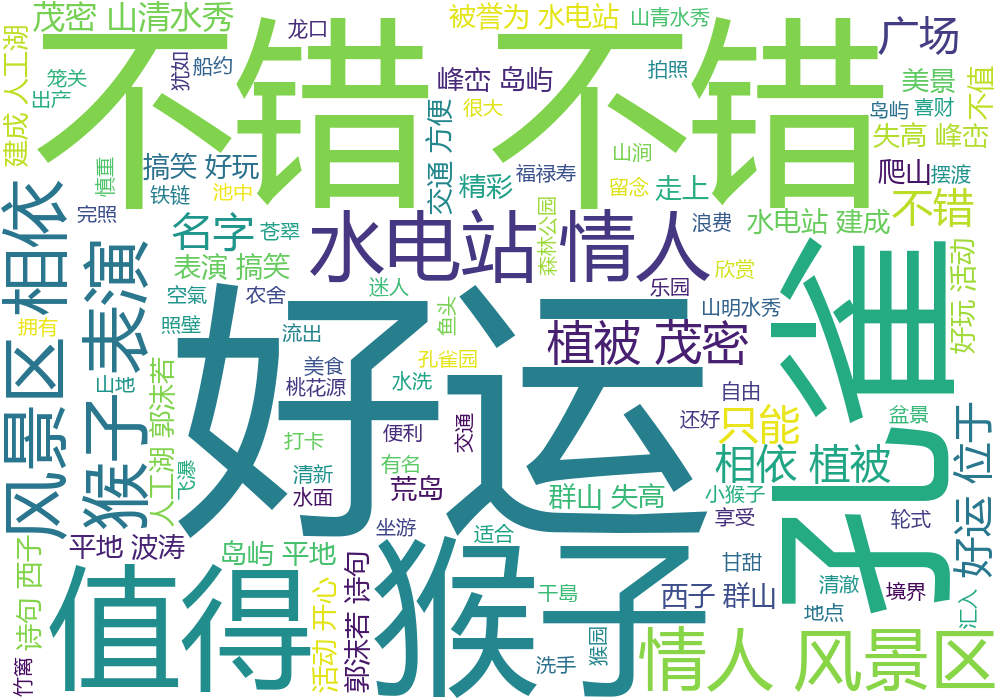 茂密 山清水秀
龙口
被誉为 水电站
山青水秀
广场
不错 不错
笼关
犹如
船约
峰峦 岛屿
拍照
美景
不值
出产
建成 人工湖
交通 方便
很大
岛屿
喜财
失高 峰峦
搞笑 好玩
慎重
铁链
池中
精彩
福禄寿
山涧
留念
走上
爬山
摆渡
完照
名字
苍翠
水电站 情人
森林公园
浪费
水电站 建成
不错
风景区 相依
猴子 表演
表演 搞笑
欣赏
空氣
农舍
迷人
乐园
山明水秀
好玩 活动
拥有
照壁
流出
鱼头
好运
植被 茂密
孔雀
山地
美食
孔雀园
桃花源
水洗
自由
人工湖 郭沫若
打卡
便利
交通
还好
只能
盆景
飞瀑
清新
有名
水面
荒岛
相依 植被
群山 失高
小猴子
享受
好运 位于
轮式
坐游
适合
平地 波涛
岛屿 平地
诗句 西子
值得
猴子
甘甜
活动 开心
郭沫若 诗句
干島
西子 群山
清澈
境界
地点
汇入
竹篱
猴园
洗手
情人 风景区